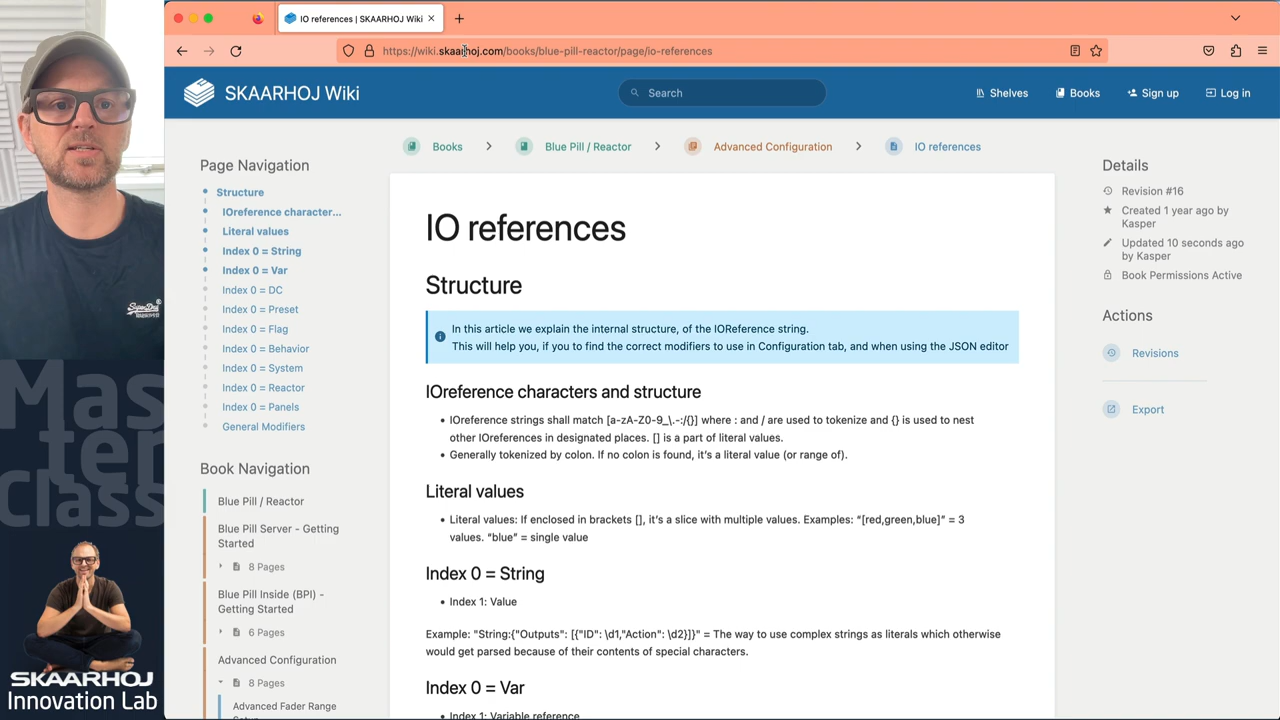 IO references | SKAARHOJ Wiki
https://wiki.skaarhoj.com/books/blue-pill-reactor/page/io-references
SKAARHOJ Wiki
Search
Shelves
Books
Sign up
Log in
Books
Blue Pill / Reactor
Advanced Configuration
IO references
Page Navigation
Structure
IOreference character...
Literal values
Index 0 = String
Index 0 = Var
Index 0 = DC
Index 0 = Preset
Index 0 = Flag
Index 0 = Behavior
Index 0 = System
Index 0 = Reactor
Index 0 = Panels
General Modifiers
Book Navigation
Blue Pill / Reactor
Blue Pill Server - Getting
Started
8 Pages
Blue Pill Inside (BPI) -
Getting Started
6 Pages
Advanced Configuration
8 Pages
Advanced Fader Range
IO references
Structure
In this article we explain the internal structure, of the IOReference string.
This will help you, if you to find the correct modifiers to use in Configuration tab, and when using the JSON editor
IOreference characters and structure
IOreference strings shall match [a-zA-Z0-9_\.-:/{}] where : and / are used to tokenize and {} is used to nest
other IOReferences in designated places. [] is a part of literal values.
Generally tokenized by colon. If no colon is found, it's a literal value (or range of).
Literal values
Literal values: If enclosed in brackets [], it's a slice with multiple values. Examples: "[red,green,blue]" = 3
values. "blue" = single value
Index 0 = String
Index 1: Value
Example: "String:{"Outputs": [{"ID": \d1,"Action": \d2}]}" = The way to use complex strings as literals which otherwise
would get parsed because of their contents of special characters.
Index 0 = Var
Index 1: Variable reference
Details
Revision #16
Created 1 year ago by
Kasper
Updated 10 seconds ago
by Kasper
Book Permissions Active
Actions
Revisions
Export
Mas
ter
Class
SKAARHOJ
Innovation Lab